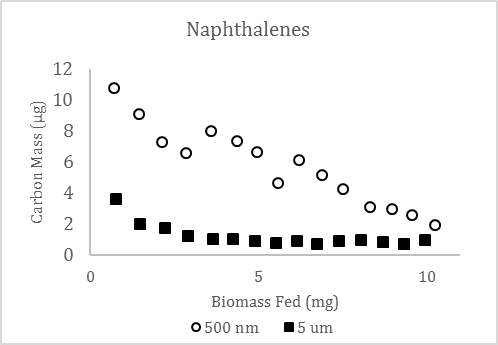 Naphthalenes
Carbon Mass (μg)
12
10
8
6
4
2
0
0 5 10
Biomass Fed (mg)
500 nm 5 um